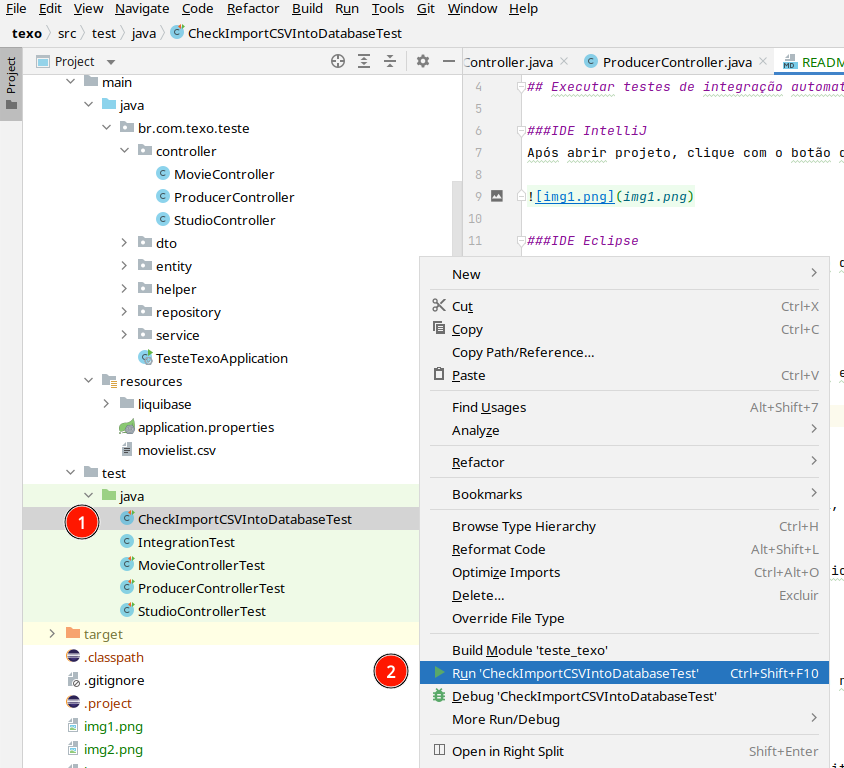 File Edit View Navigate Code Refactor Build Run Tools Git Window Help
texo src test java CheckImportCSVIntoDatabaseTest
Project
Project
Controller.java
ProducerController.java
README
main
java
br.com.texo.teste
controller
MovieController
ProducerController
StudioController
dto
entity
helper
repository
service
TesteTexoApplication
resources
liquibase
application.properties
movielist.csv
test
java
CheckImportCSVIntoDatabaseTest
IntegrationTest
MovieControllerTest
ProducerControllerTest
StudioControllerTest
target
.classpath
.gitignore
.project
img1.png
img2.png
1
2
4 ## Executar testes de integração automat
5
6 ###IDE IntelliJ
7 Após abrir projeto, clique com o botão d
8
9 ![img1.png](img1.png)
10
11 ###IDE Eclipse
New
Cut Ctrl+X
Copy Ctrl+C
Copy Path/Reference...
Paste Ctrl+V
Find Usages Alt+Shift+7
Analyze
Refactor
Bookmarks
Browse Type Hierarchy Ctrl+H
Reformat Code Alt+Shift+L
Optimize Imports Ctrl+Alt+O
Delete... Excluir
Override File Type
Build Module 'teste_texo'
Run 'CheckImportCSVIntoDatabaseTest' Ctrl+Shift+F10
Debug 'CheckImportCSVIntoDatabaseTest'
More Run/Debug
Open in Right Split Shift+Enter